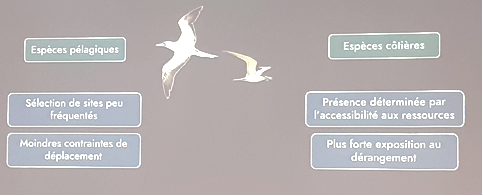 Espèces pélagiques
Espèces côtières
Sélection de sites peu
fréquentés
Moindres contraintes de
déplacement
Présence déterminée par
l'accessibilité aux ressources
Plus forte exposition au
dérangement